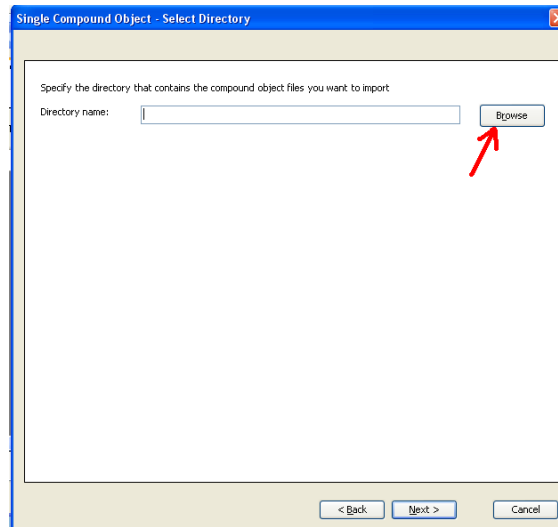 Single Compound Object - Select Directory
Specify the directory that contains the compound object files you want to import
Directory name:
Browse
< Back
Next >
Cancel